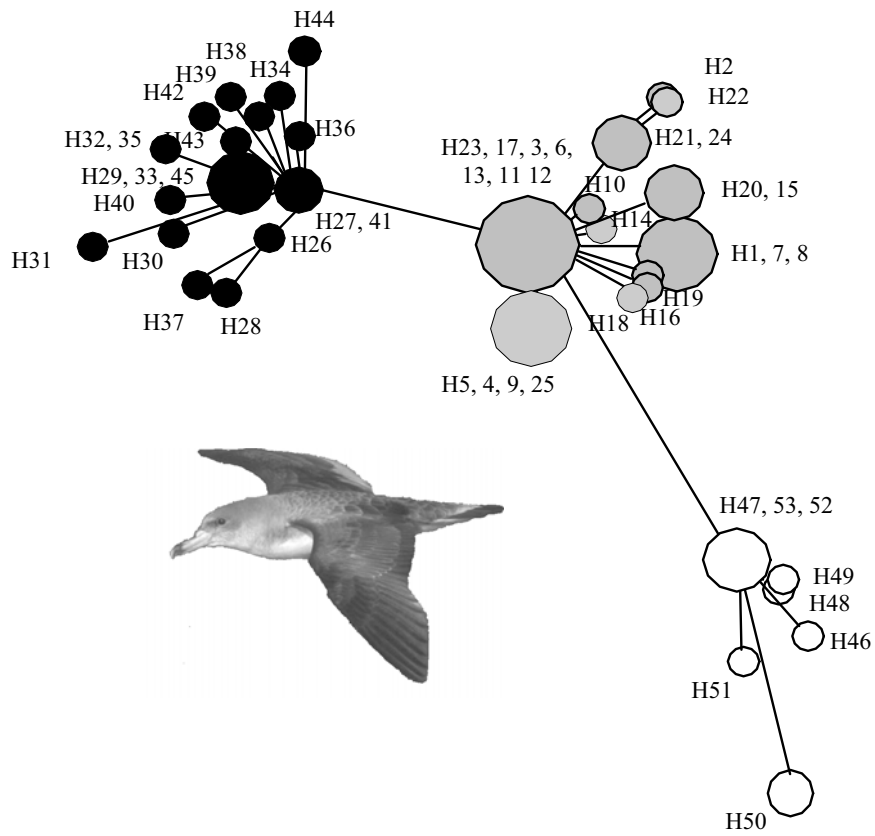 H44
H38
H39
H34
H42
H2
H22
H36
H32, 35
H43
H21, 24
H23, 17, 3, 6,
13, 11 12
H29, 33, 45
H10
H20, 15
H40
H27, 41
H14
H26
H31
H30
H1, 7, 8
H19
H37
H28
H18
H16
H5, 4, 9, 25
H47, 53, 52
H49
H48
H46
H51
H50